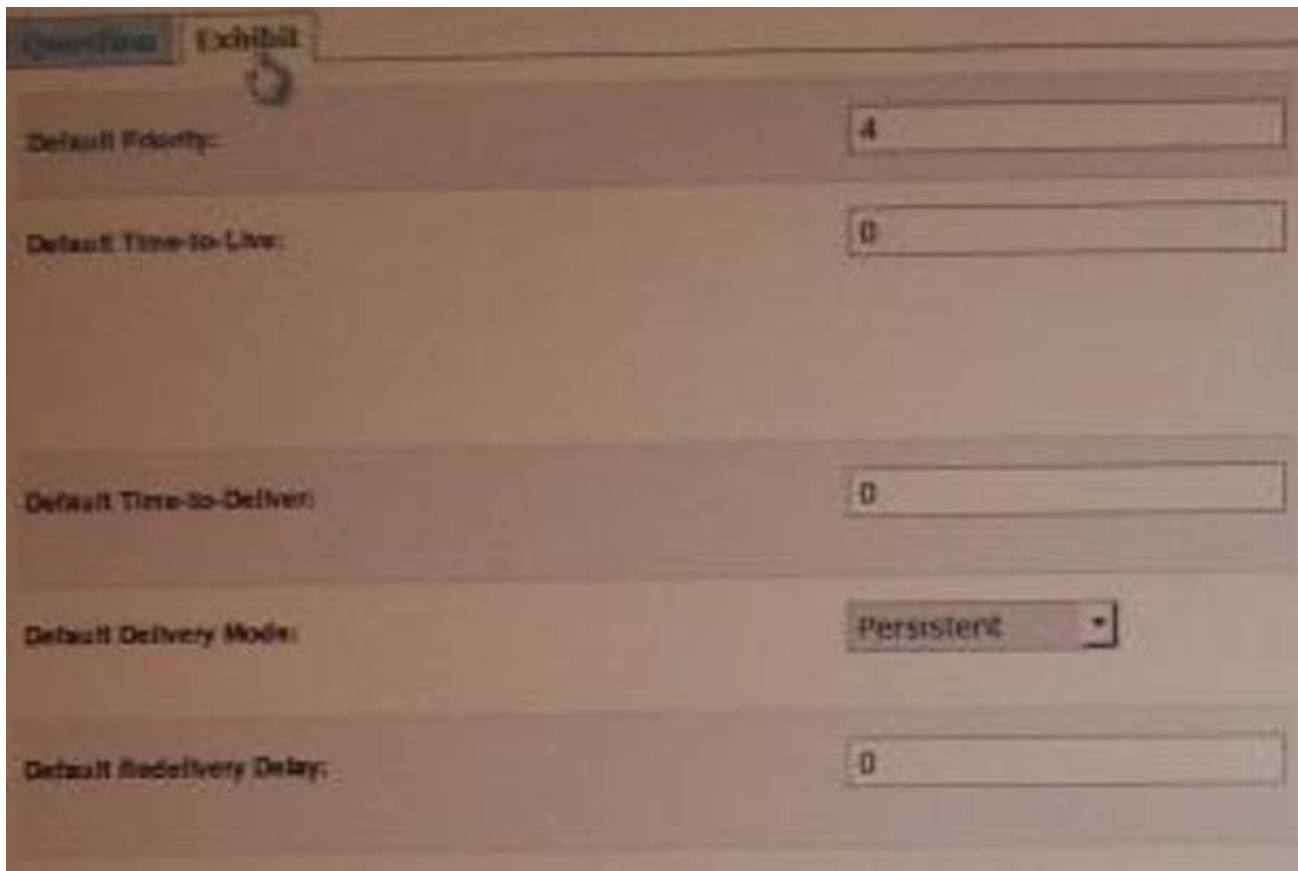 Question Exhibit
Default Priority: 4
Default Time-to-Live: 0
Default Time-to-Deliver: 0
Default Delivery Mode: Persistent
Default Redelivery Delay: 0